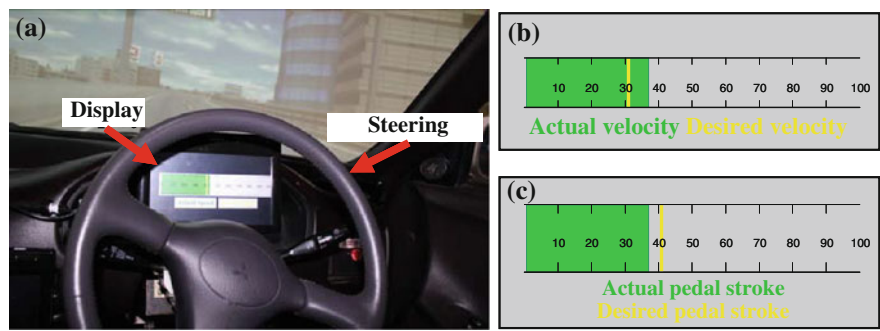 (a)
Display
Steering
(b)
10 20 30 40 50 60 70 80 90 100
Actual velocity Desired velocity
(c)
10 20 30 40 50 60 70 80 90 100
Actual pedal stroke
Desired pedal stroke